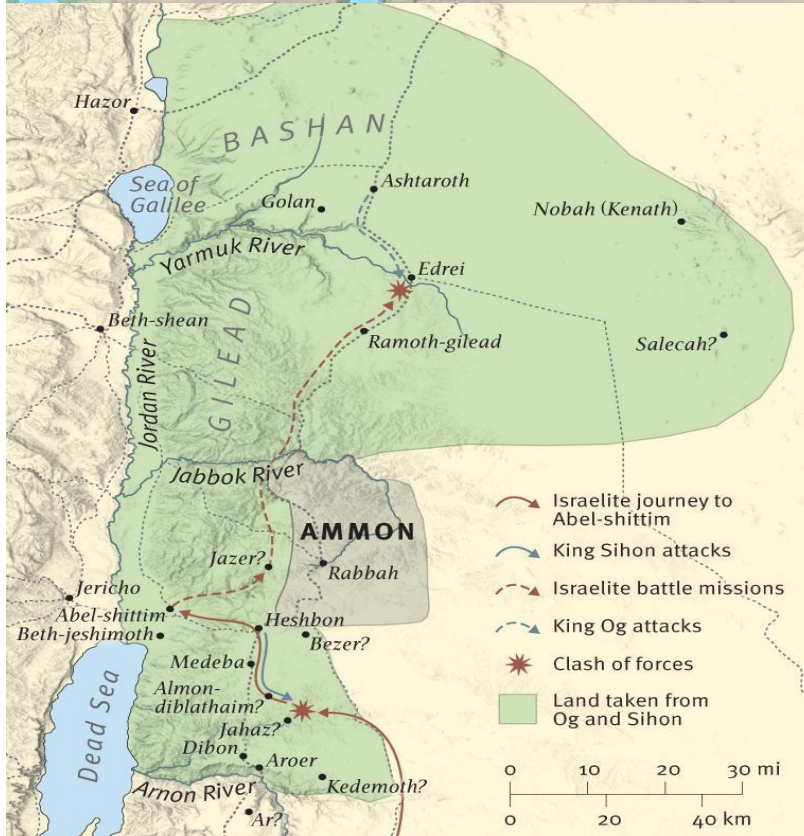 Hazor
BASHAN
Sea of
Galilee
Golan
Ashtaroth
Nobah (Kenath)
Yarmuk River
Edrei
Beth-shean
Ramoth-gilead
Salecah?
GILEAD
Jordan River
Jabbok River
AMMON
Jazer?
Rabbah
Jericho
Abel-shittim
Beth-jeshimoth
Heshbon
Bezer?
Medeba
Almon-
diblathaim?
Jahaz?
Dead Sea
Dibon
Aroer
Kedemoth?
Arnon River
Ar?
Israelite journey to
Abel-shittim
King Sihon attacks
Israelite battle missions
King Og attacks
Clash of forces
Land taken from
Og and Sihon
0 10 20 30 mi
0 20 40 km